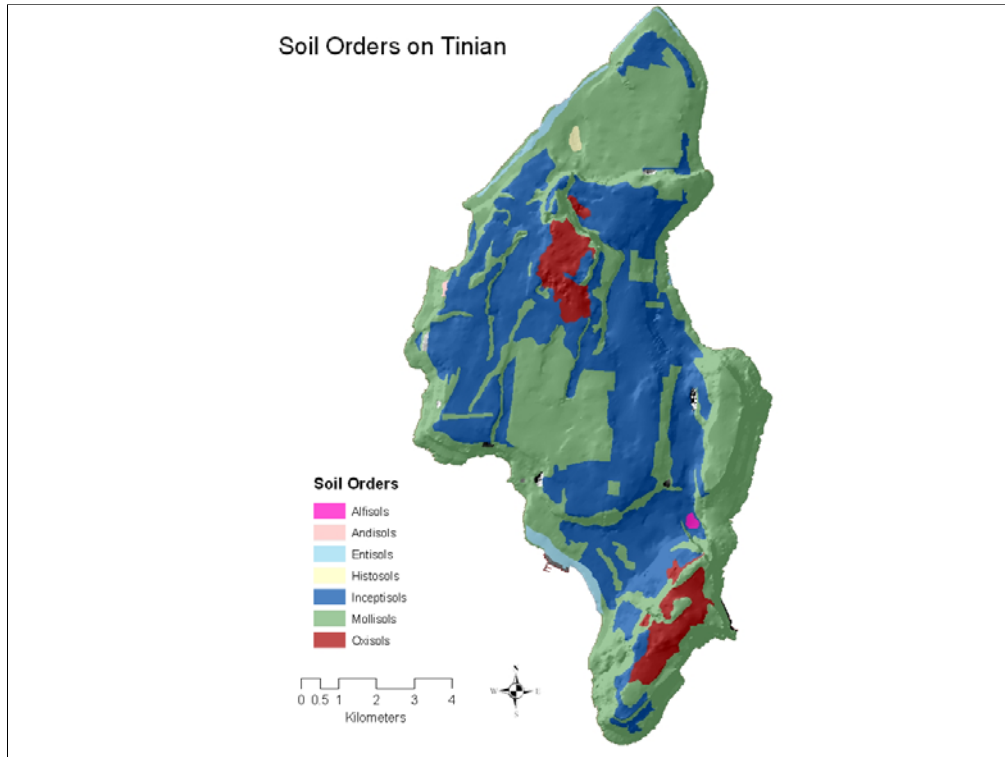 Soil Orders on Tinian
Soil Orders
Alfisols
Andisols
Entisols
Histosols
Inceptisols
Mollisols
Oxisols
0 0.5 1 2 3 4
Kilometers
N
W E
S